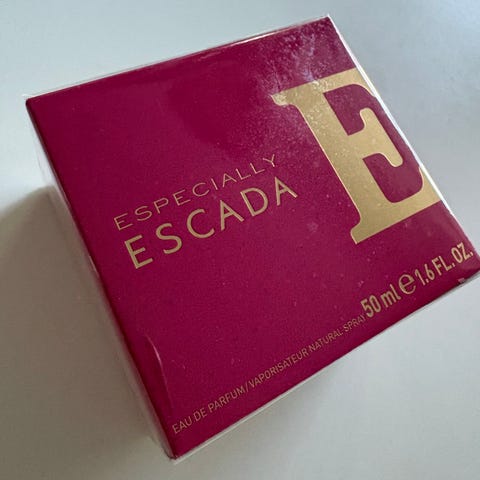 E
ESPECIALLY
ESCADA
50 ml ℮ 1.6 FL. OZ.
EAU DE PARFUM/VAPORISATEUR NATURAL SPRAY